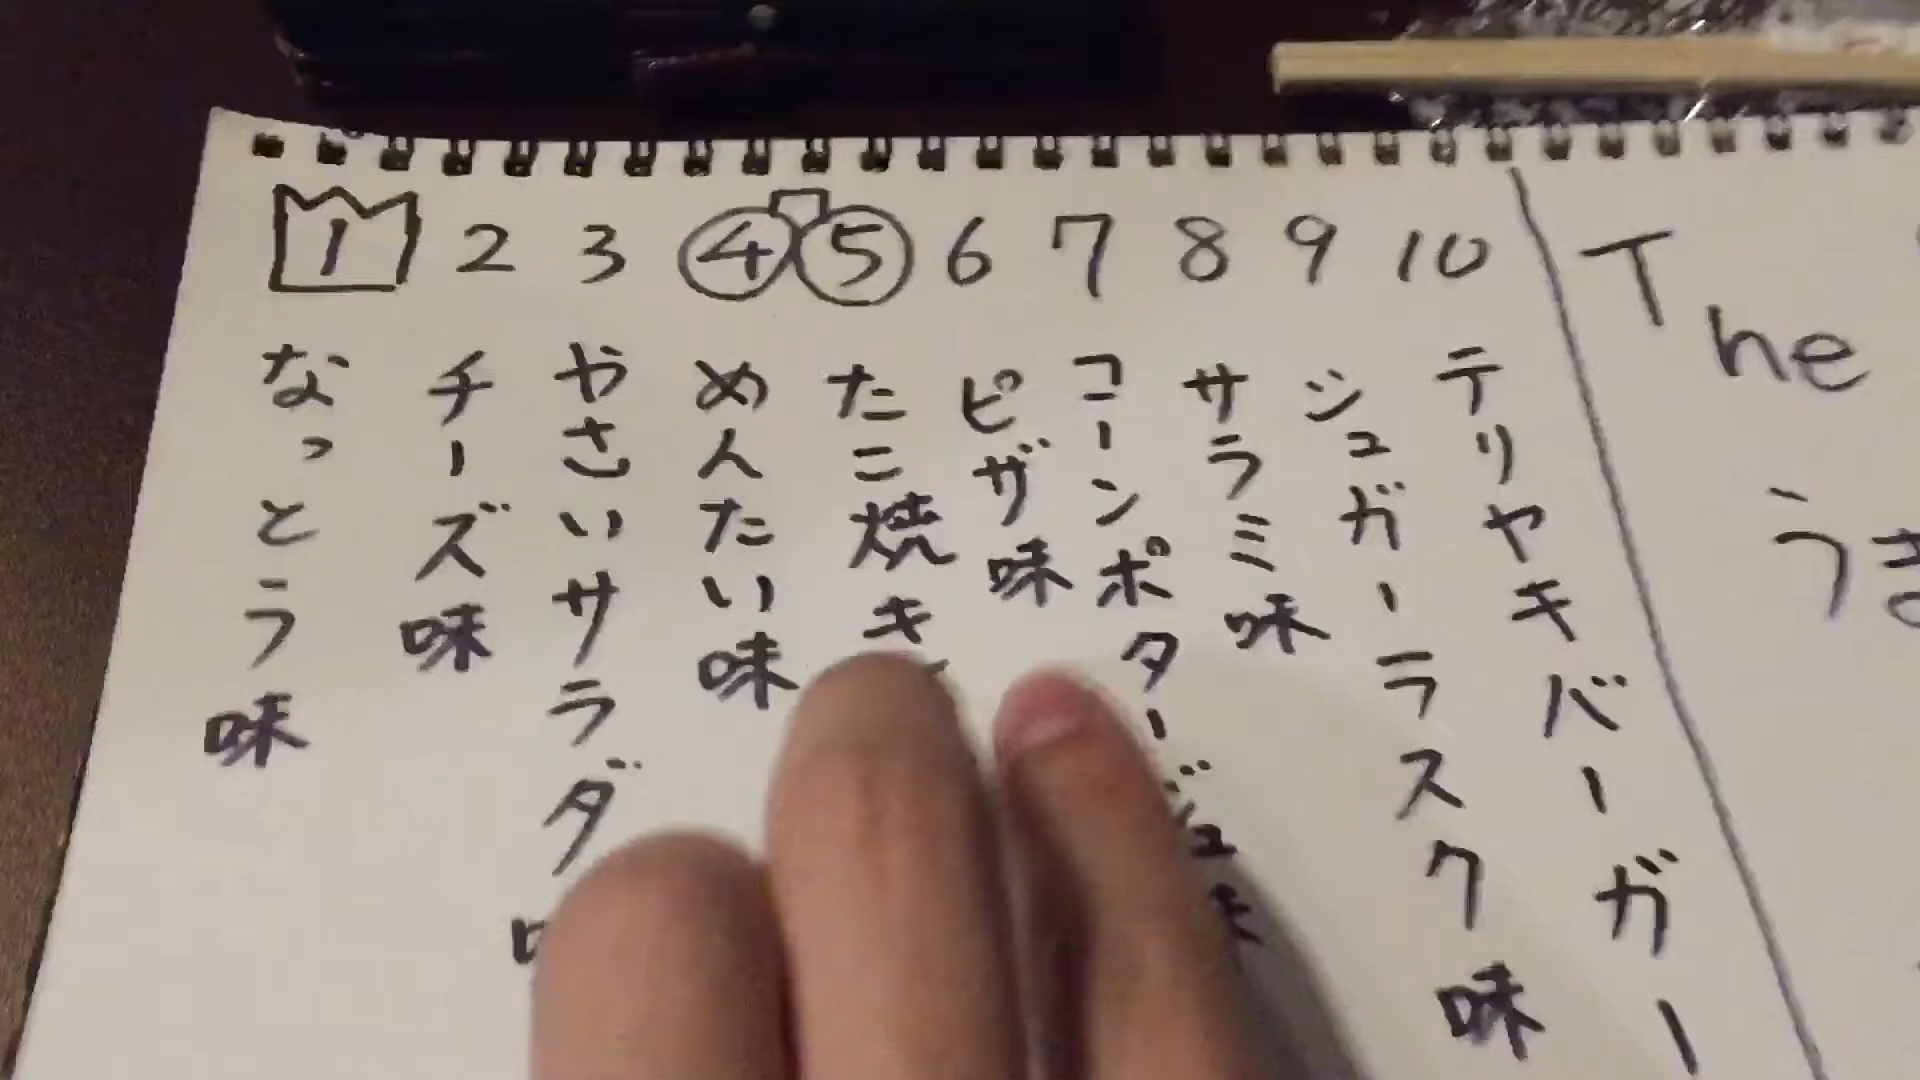 1 2 3 4 5 6 7 8 9 10
なっとう味
チーズ味
やさいサラダ
めんたい味
たこ焼き
ピザ味
コーンポタージュ味
サラミ味
シュガーラスク味
テリヤキバーガー
The
うま